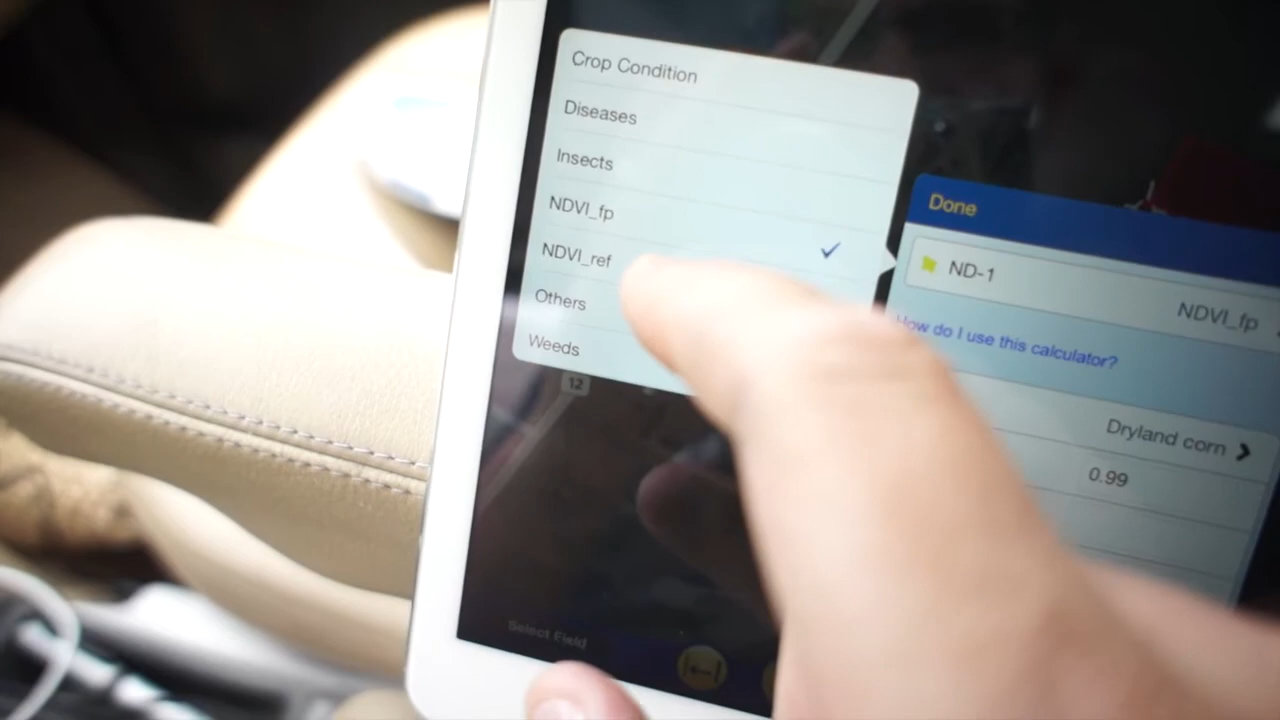 Crop Condition
Diseases
Insects
NDVI_fp
NDVI_ref
Others
Weeds
12
Select Field
Done
ND-1
NDVI_fp
How do I use this calculator?
Dryland corn
0.99